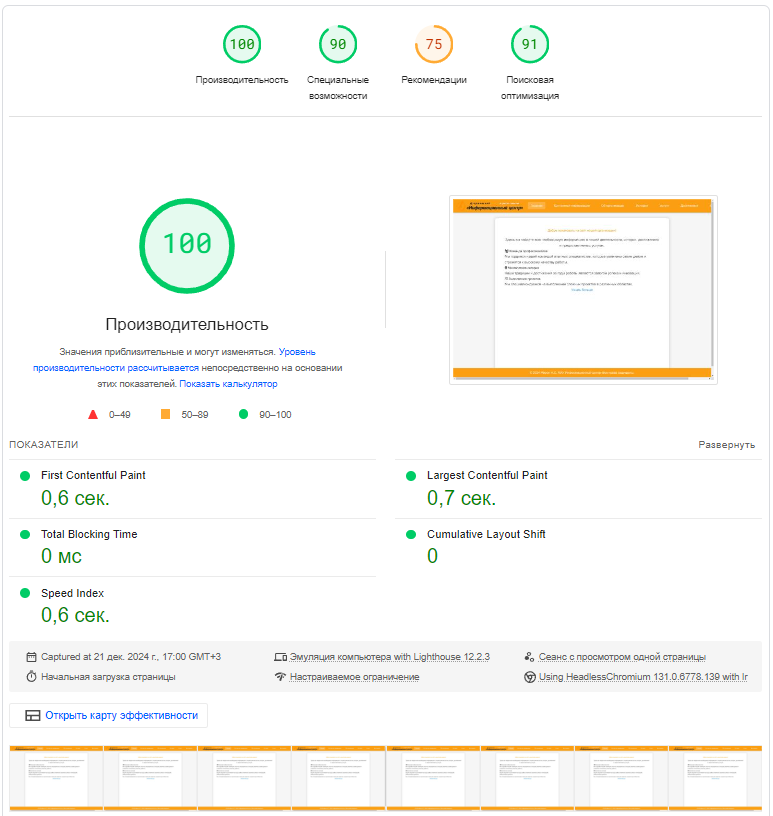 100
90
75
91
Производительность
Специальные
возможности
Рекомендации
Поисковая
оптимизация
100
Производительность
Значения приблизительные и могут изменяться. Уровень
производительности рассчитывается непосредственно на основании
этих показателей. Показать калькулятор
0–49
50–89
90–100
«Информационный центр»
ПОКАЗАТЕЛИ
Развернуть
First Contentful Paint
0,6 сек.
Largest Contentful Paint
0,7 сек.
Total Blocking Time
0 мс
Cumulative Layout Shift
0
Speed Index
0,6 сек.
Captured at 21 дек. 2024 г., 17:00 GMT+3
Эмуляция компьютера with Lighthouse 12.2.3
Сеанс с просмотром одной страницы
Начальная загрузка страницы
Настраиваемое ограничение
Using HeadlessChromium 131.0.6778.139 with lr
Открыть карту эффективности